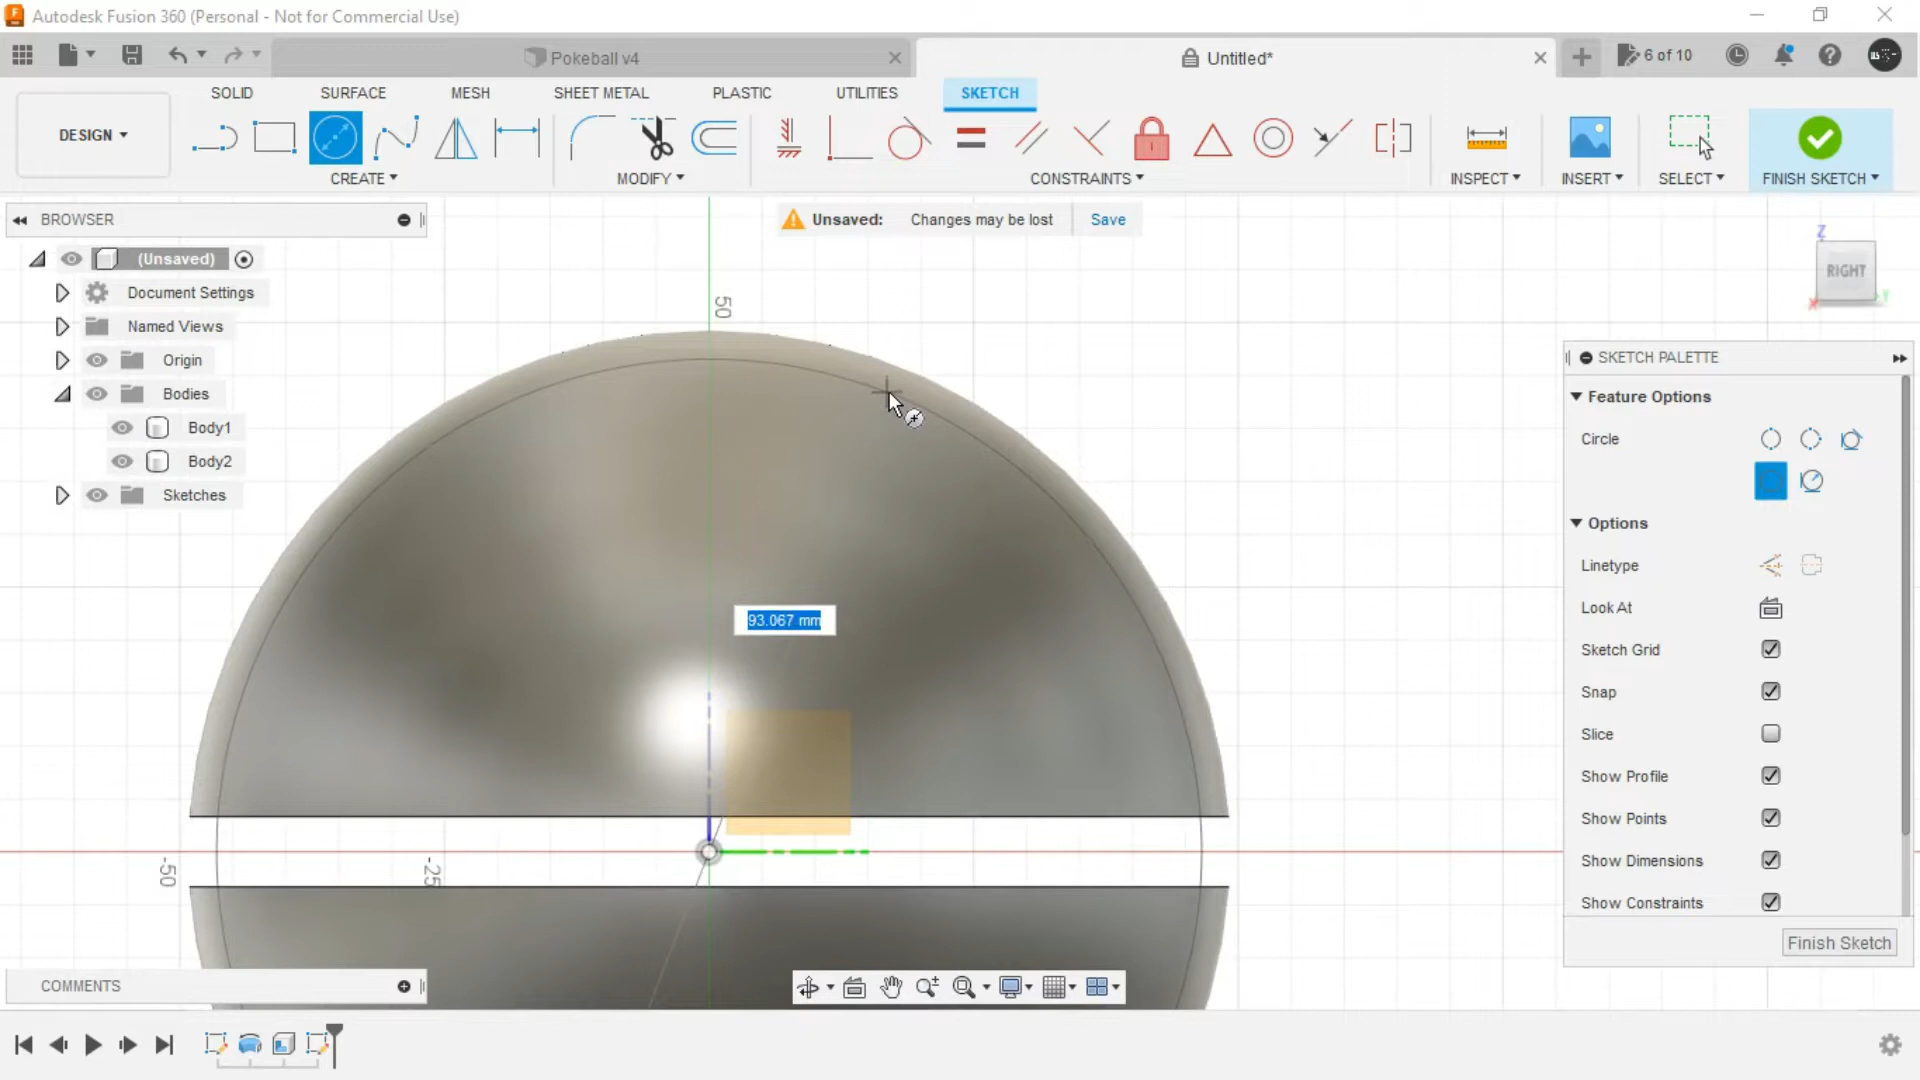 Autodesk Fusion 360 (Personal - Not for Commercial Use)
Pokeball v4
Untitled*
6 of 10
SOLID SURFACE MESH SHEET METAL PLASTIC UTILITIES SKETCH
DESIGN
CREATE MODIFY CONSTRAINTS INSPECT INSERT SELECT FINISH SKETCH
BROWSER
Unsaved: Changes may be lost Save
(Unsaved)
Document Settings
Named Views
Origin
Bodies
Body1
Body2
Sketches
Z
RIGHT
X
Y
50
93.067 mm
-50
-25
SKETCH PALETTE
Feature Options
Circle
Options
Linetype
Look At
Sketch Grid
Snap
Slice
Show Profile
Show Points
Show Dimensions
Show Constraints
Finish Sketch
COMMENTS